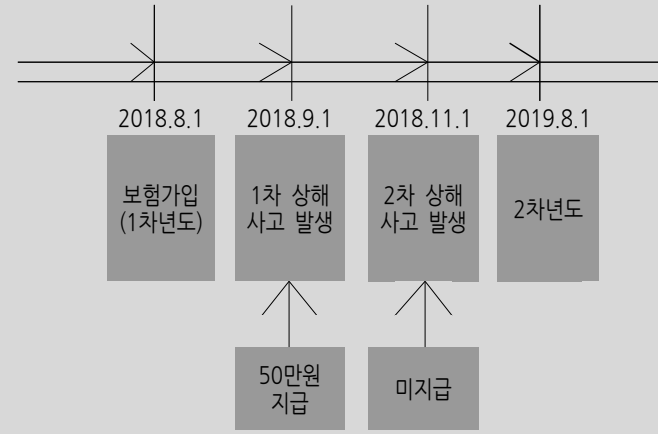 2018.8.1
2018.9.1
2018.11.1
2019.8.1
보험가입
(1차년도)
1차 상해
사고 발생
2차 상해
사고 발생
2차년도
50만원
지급
미지급